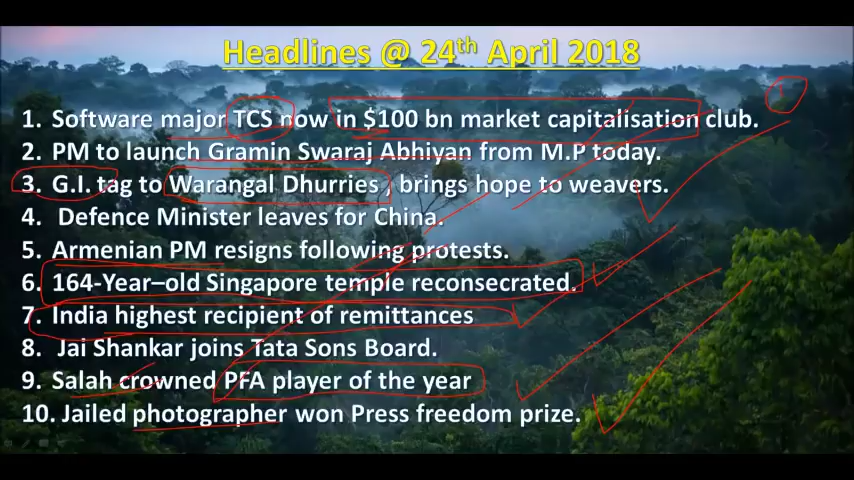 Headlines @ 24th April 2018
1. Software major TCS now in $100 bn market capitalisation club.
2. PM to launch Gramin Swaraj Abhiyan from M.P today.
3. G.I. tag to Warangal Dhurries , brings hope to weavers.
4. Defence Minister leaves for China.
5. Armenian PM resigns following protests.
6. 164-Year–old Singapore temple reconsecrated.
7. India highest recipient of remittances
8. Jai Shankar joins Tata Sons Board.
9. Salah crowned PFA player of the year
10. Jailed photographer won Press freedom prize.